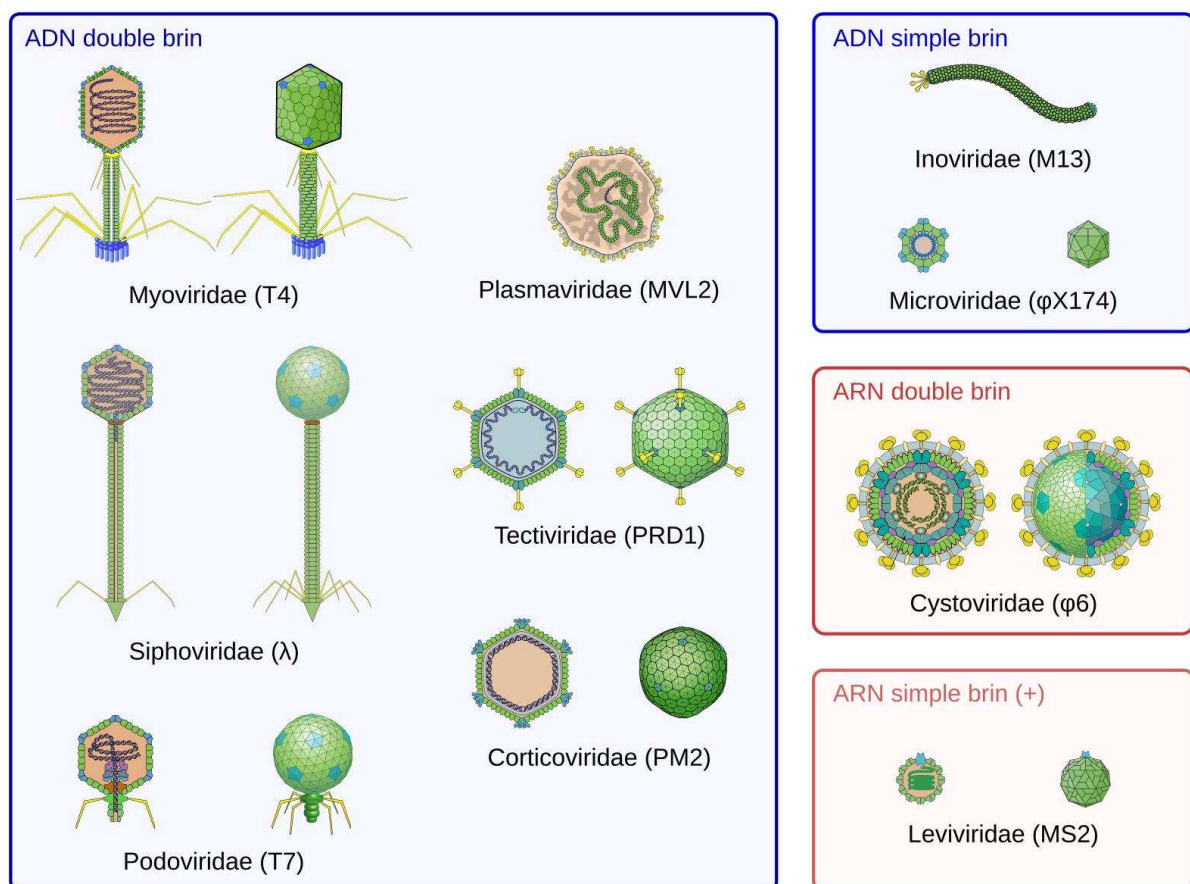 ADN double brin
Myoviridae (T4)
Plasmaviridae (MVL2)
Siphoviridae (λ)
Tectiviridae (PRD1)
Corticoviridae (PM2)
Podoviridae (T7)
ADN simple brin
Inoviridae (M13)
Microviridae (φX174)
ARN double brin
Cystoviridae (φ6)
ARN simple brin (+)
Leviviridae (MS2)